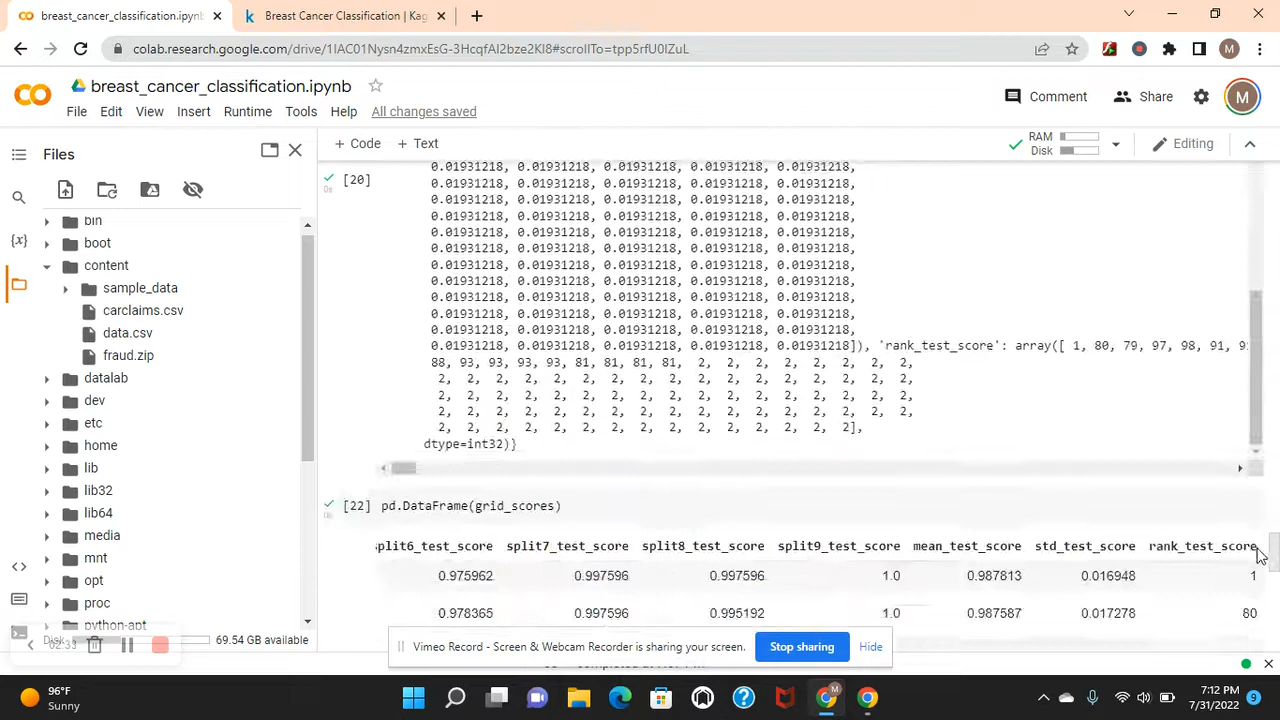 breast_cancer_classification.ipynb
Breast Cancer Classification | Kag
colab.research.google.com/drive/1IAC01Nysn4zmxEsG-3HcqfAI2bze2KI8#scrollTo=tpp5rfU0lZuL
M
breast_cancer_classification.ipynb
Comment
Share
M
File Edit View Insert Runtime Tools Help All changes saved
+ Code + Text
RAM
Disk
Editing
Files
bin
boot
content
sample_data
carclaims.csv
data.csv
fraud.zip
datalab
dev
etc
home
lib
lib32
lib64
media
mnt
opt
proc
python-apt
Disk
69.54 GB available
02:33
{x}
0.01931218, 0.01931218, 0.01931218, 0.01931218, 0.01931218,
[20]
0.01931218, 0.01931218, 0.01931218, 0.01931218, 0.01931218,
0.01931218, 0.01931218, 0.01931218, 0.01931218, 0.01931218,
0.01931218, 0.01931218, 0.01931218, 0.01931218, 0.01931218,
0.01931218, 0.01931218, 0.01931218, 0.01931218, 0.01931218,
0.01931218, 0.01931218, 0.01931218, 0.01931218, 0.01931218,
0.01931218, 0.01931218, 0.01931218, 0.01931218, 0.01931218,
0.01931218, 0.01931218, 0.01931218, 0.01931218, 0.01931218,
0.01931218, 0.01931218, 0.01931218, 0.01931218, 0.01931218,
0.01931218, 0.01931218, 0.01931218, 0.01931218, 0.01931218,
0.01931218, 0.01931218, 0.01931218, 0.01931218, 0.01931218,
0.01931218, 0.01931218, 0.01931218, 0.01931218, 0.01931218]), 'rank_test_score': array([ 1, 80, 79, 97, 98, 91, 9
88, 93, 93, 93, 93, 81, 81, 81, 81, 2, 2, 2, 2, 2, 2, 2, 2,
2, 2, 2, 2, 2, 2, 2, 2, 2, 2, 2, 2, 2, 2, 2, 2, 2,
2, 2, 2, 2, 2, 2, 2, 2, 2, 2, 2, 2, 2, 2, 2, 2, 2,
2, 2, 2, 2, 2, 2, 2, 2, 2, 2, 2, 2, 2, 2, 2, 2, 2,
2, 2, 2, 2, 2, 2, 2, 2, 2, 2, 2, 2, 2, 2, 2],
dtype=int32)}
[22] pd.DataFrame(grid_scores)
split6_test_score split7_test_score split8_test_score split9_test_score mean_test_score std_test_score rank_test_score
0.975962 0.997596 0.997596 1.0 0.987813 0.016948 1
0.978365 0.997596 0.995192 1.0 0.987587 0.017278 80
Vimeo Record - Screen & Webcam Recorder is sharing your screen.
Stop sharing
Hide
96°F
Sunny
7:12 PM
7/31/2022
9